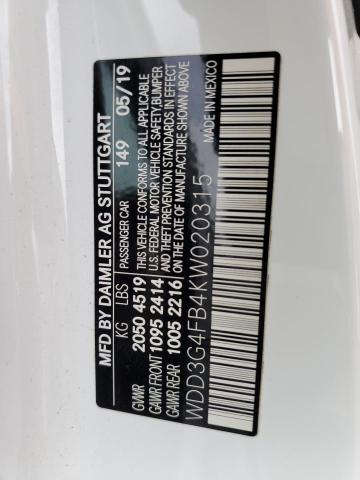 MFD BY DAIMLER AG STUTTGART
KG LBS PASSENGER CAR 149 05/19
GVWR 2050 4519 THIS VEHICLE CONFORMS TO ALL APPLICABLE
GAWR FRONT 1095 2414 U.S. FEDERAL MOTOR VEHICLE SAFETY, BUMPER
GAWR REAR 1005 2216 AND THEFT PREVENTION STANDARDS IN EFFECT
ON THE DATE OF MANUFACTURE SHOWN ABOVE
WDD3G4FB4KW020315 MADE IN MEXICO